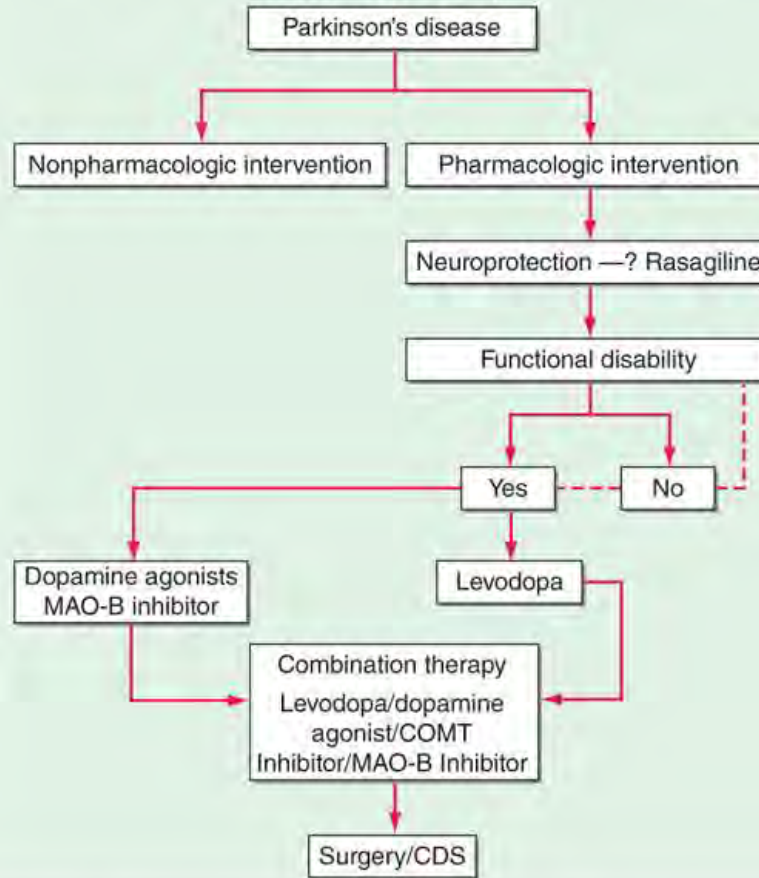 Parkinson's disease
Nonpharmacologic intervention
Pharmacologic intervention
Neuroprotection —? Rasagiline
Functional disability
Yes
No
Dopamine agonists
MAO-B inhibitor
Levodopa
Combination therapy
Levodopa/dopamine
agonist/COMT
Inhibitor/MAO-B Inhibitor
Surgery/CDS